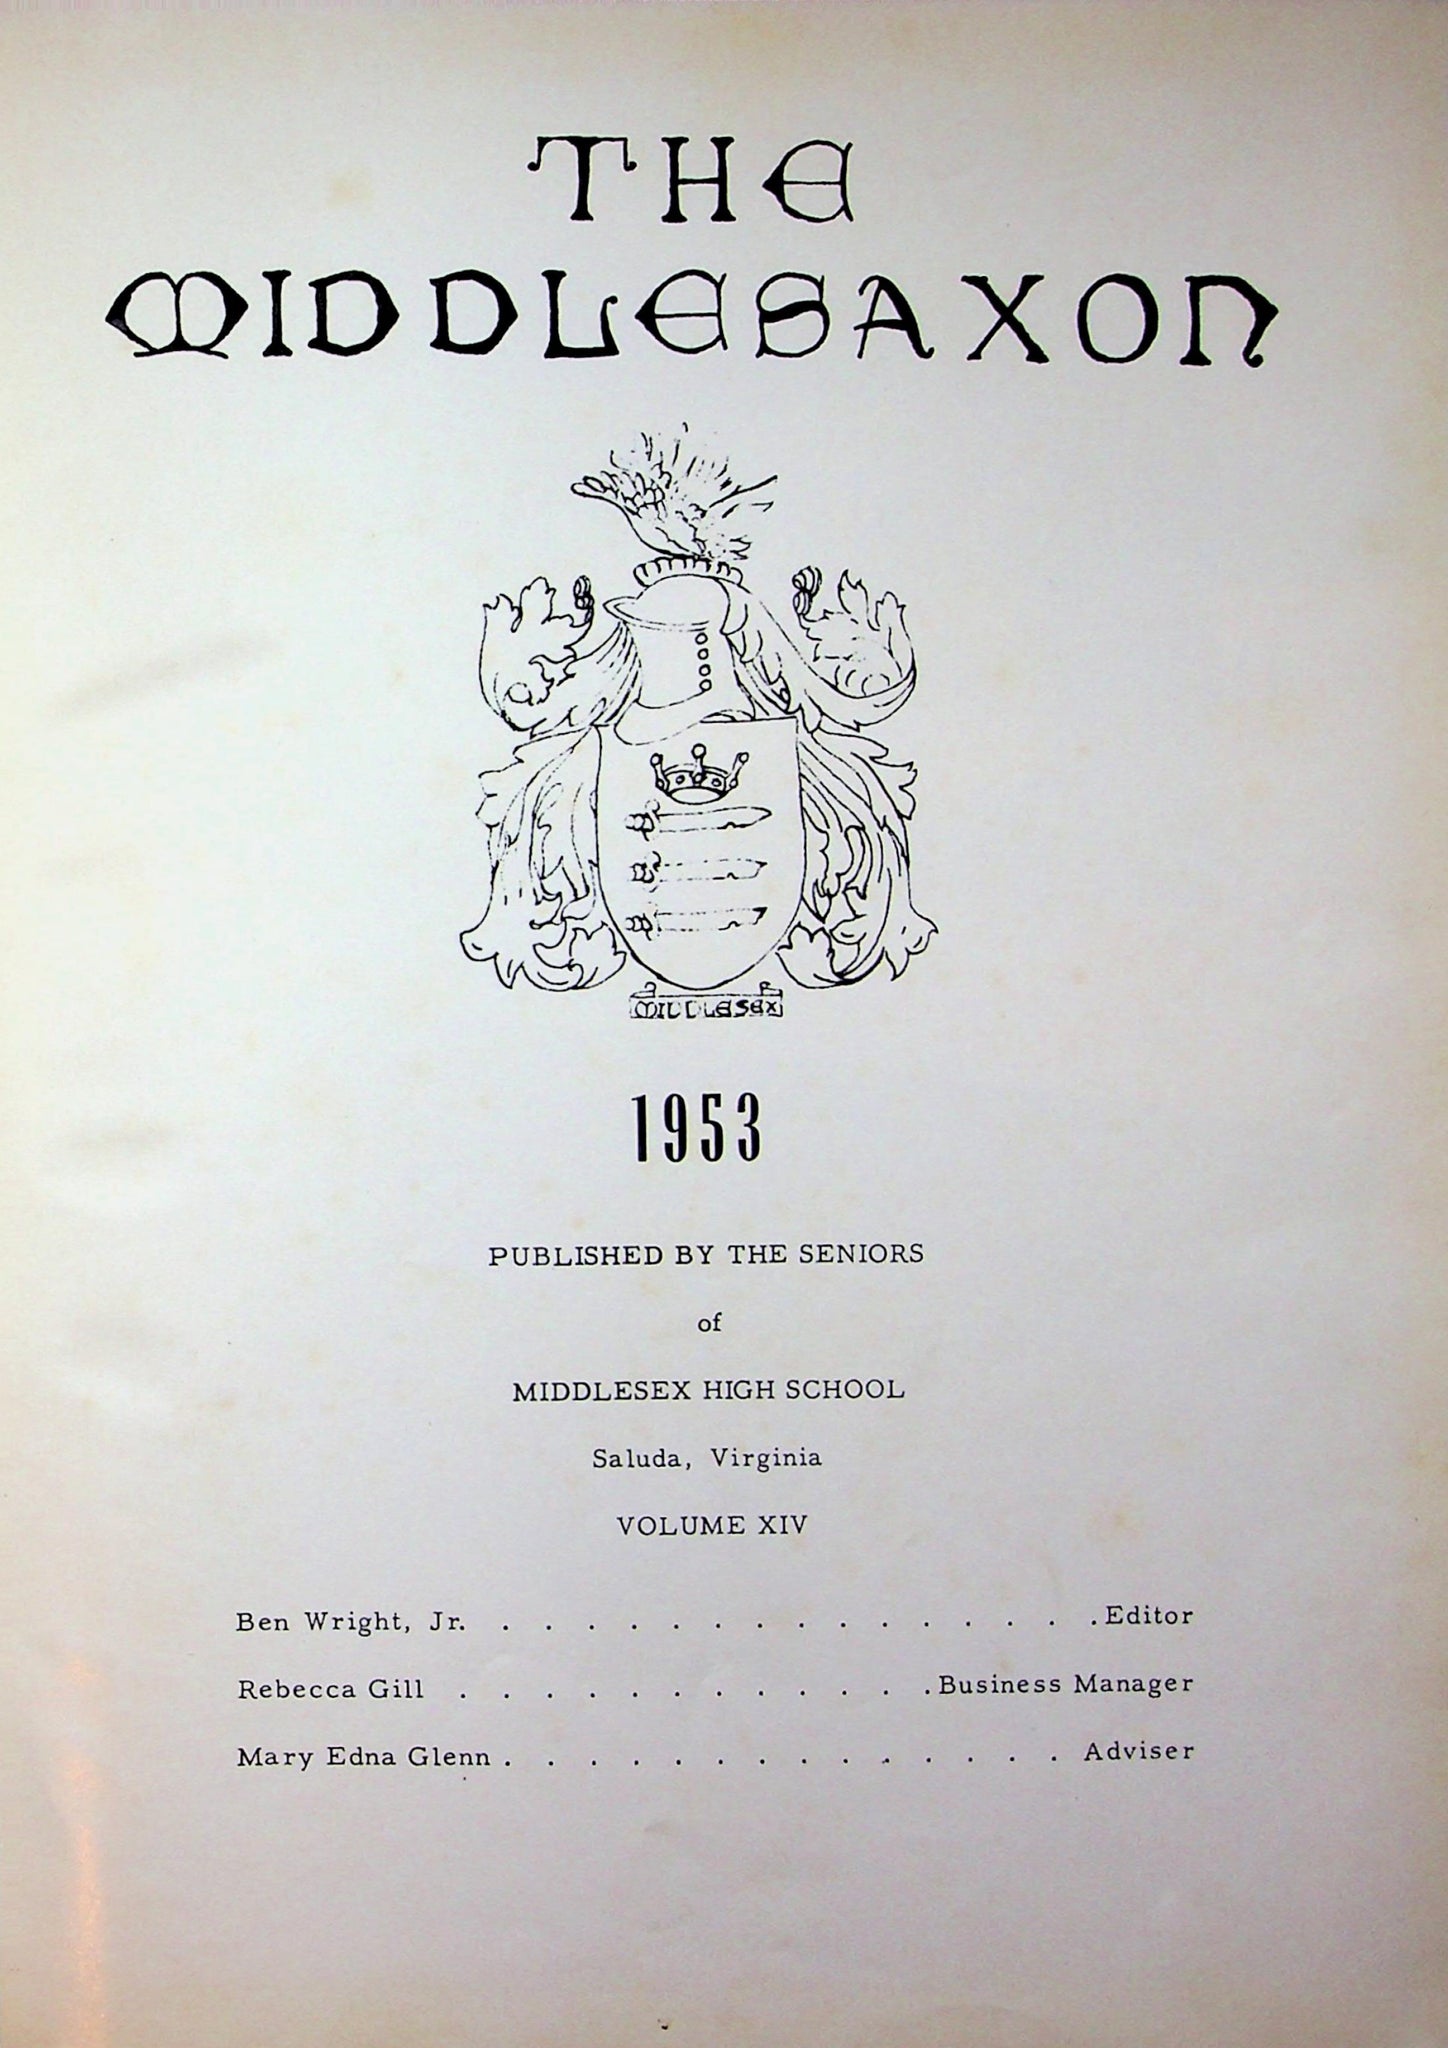 THE
MIDDLESAXON
MIDDLESEX
1953
PUBLISHED BY THE SENIORS
of
MIDDLESEX HIGH SCHOOL
Saluda, Virginia
VOLUME XIV
Ben Wright, Jr. . . . . . . . . . . . . . . . .Editor
Rebecca Gill . . . . . . . . . . . .Business Manager
Mary Edna Glenn . . . . . . . . . . . . . . Adviser